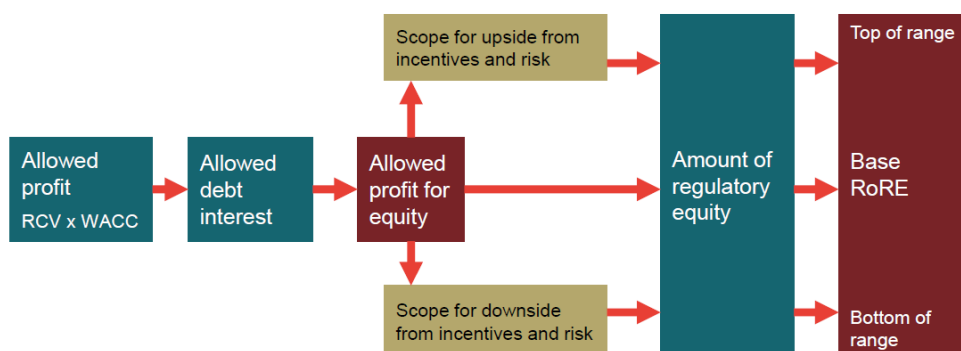 Allowed
profit
RCV x WACC
Allowed
debt
interest
Allowed
profit for
equity
Scope for upside from
incentives and risk
Scope for downside
from incentives and risk
Amount of
regulatory
equity
Top of range
Base
RoRE
Bottom of
range